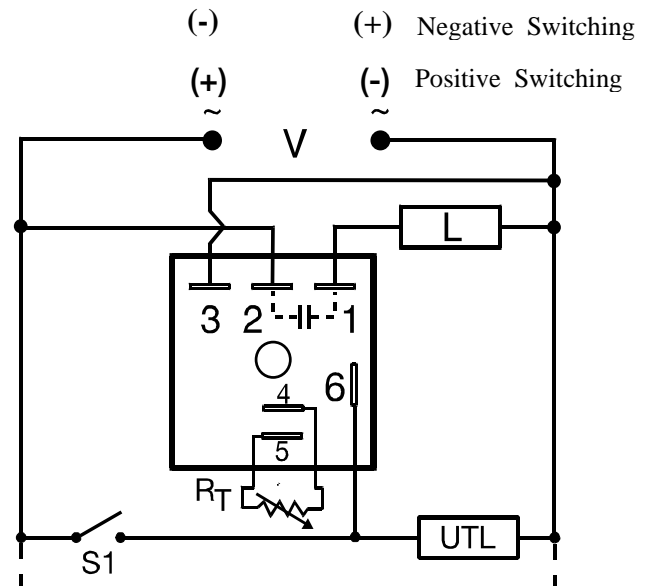 (-) (+) Negative Switching
(+) (-) Positive Switching
~ ~
V
L
3 2 1
6
4
5
RT
S1 UTL